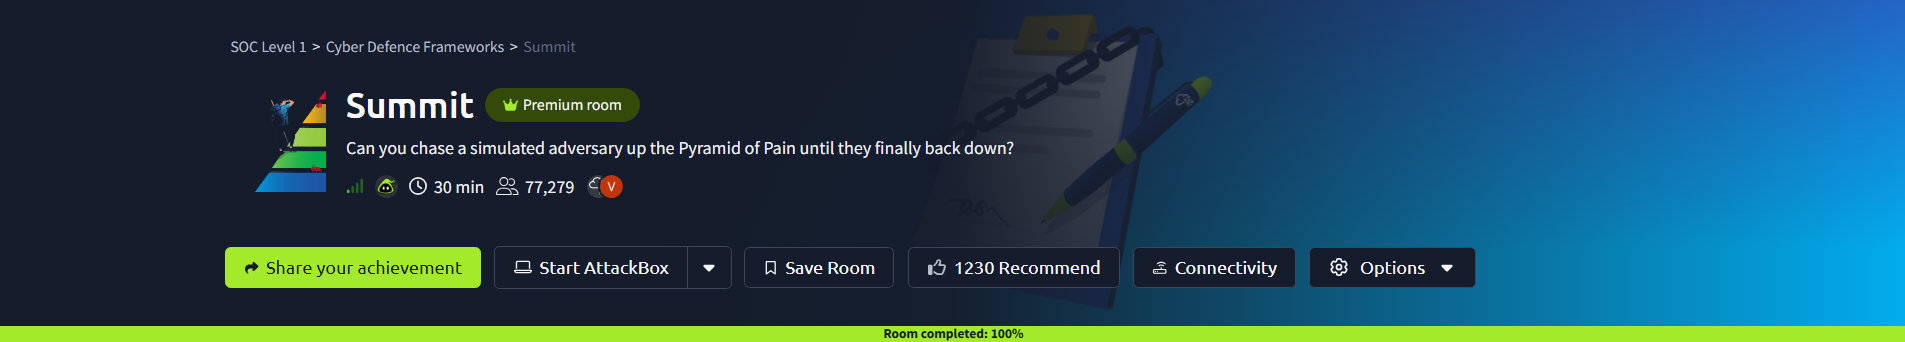 SOC Level 1 > Cyber Defence Frameworks > Summit
Summit Premium room
Can you chase a simulated adversary up the Pyramid of Pain until they finally back down?
30 min 77,279 V
Share your achievement Start AttackBox Save Room 1230 Recommend Connectivity Options
Room completed: 100%